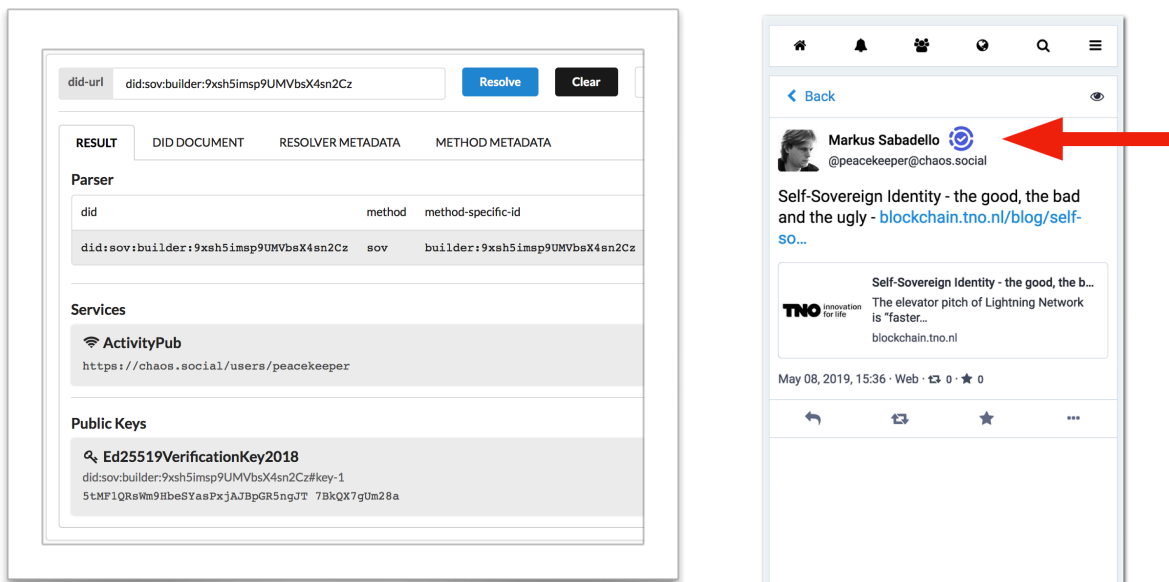 did-url did:sov:builder:9xsh5imsp9UMVbsX4sn2Cz Resolve Clear
RESULT DID DOCUMENT RESOLVER METADATA METHOD METADATA
Parser
did method method-specific-id
did:sov:builder:9xsh5imsp9UMVbsX4sn2Cz sov builder:9xsh5imsp9UMVbsX4sn2Cz
Services
ActivityPub
https://chaos.social/users/peacekeeper
Public Keys
Ed25519VerificationKey2018
did:sov:builder:9xsh5imsp9UMVbsX4sn2Cz#key-1
5tMF1QRsWm9HbeSYasPxjAJBpGR5ngJT 7BkQX7gUm28a
Back
Markus Sabadello
@peacekeeper@chaos.social
Self-Sovereign Identity - the good, the bad
and the ugly - blockchain.tno.nl/blog/self-
so...
Self-Sovereign Identity - the good, the b...
TNO innovation
for life
The elevator pitch of Lightning Network
is “faster...
blockchain.tno.nl
May 08, 2019, 15:36 · Web · 0 · 0